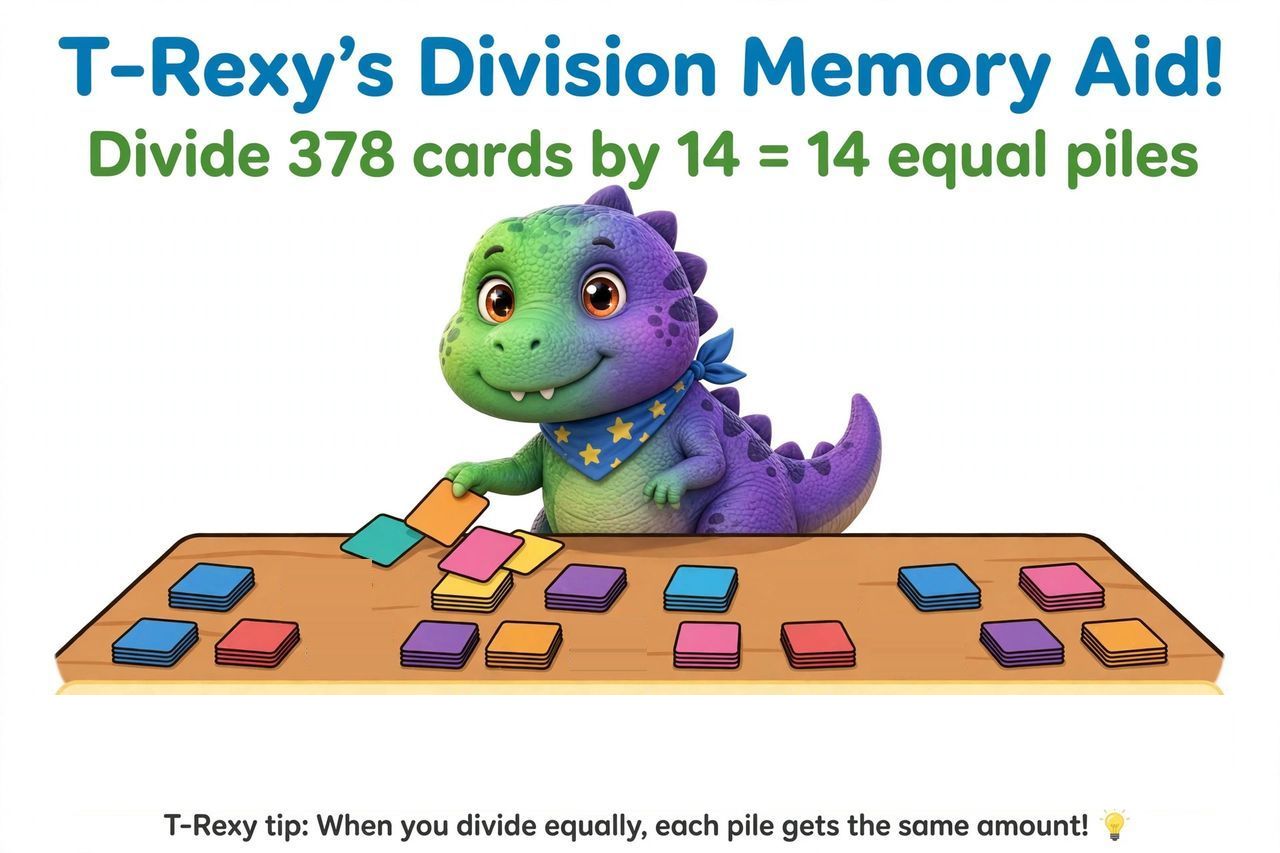 T-Rexy’s Division Memory Aid!
Divide 378 cards by 14 = 14 equal piles
T-Rexy tip: When you divide equally, each pile gets the same amount! 💡